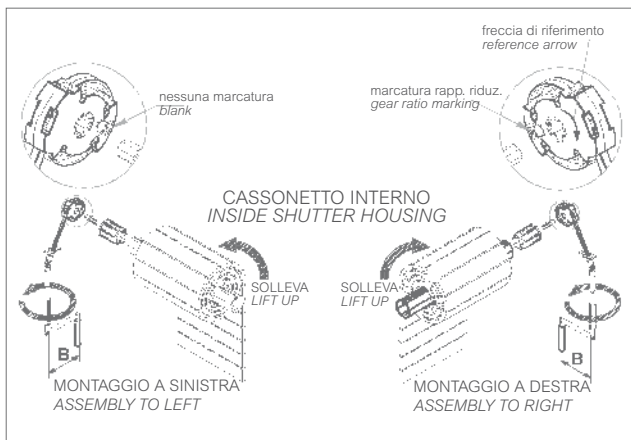 freccia di riferimento
reference arrow
nessuna marcatura
blank
marcatura rapp. riduz.
gear ratio marking
CASSONETTO INTERNO
INSIDE SHUTTER HOUSING
SOLLEVA
LIFT UP
SOLLEVA
LIFT UP
B
B
MONTAGGIO A SINISTRA
ASSEMBLY TO LEFT
MONTAGGIO A DESTRA
ASSEMBLY TO RIGHT